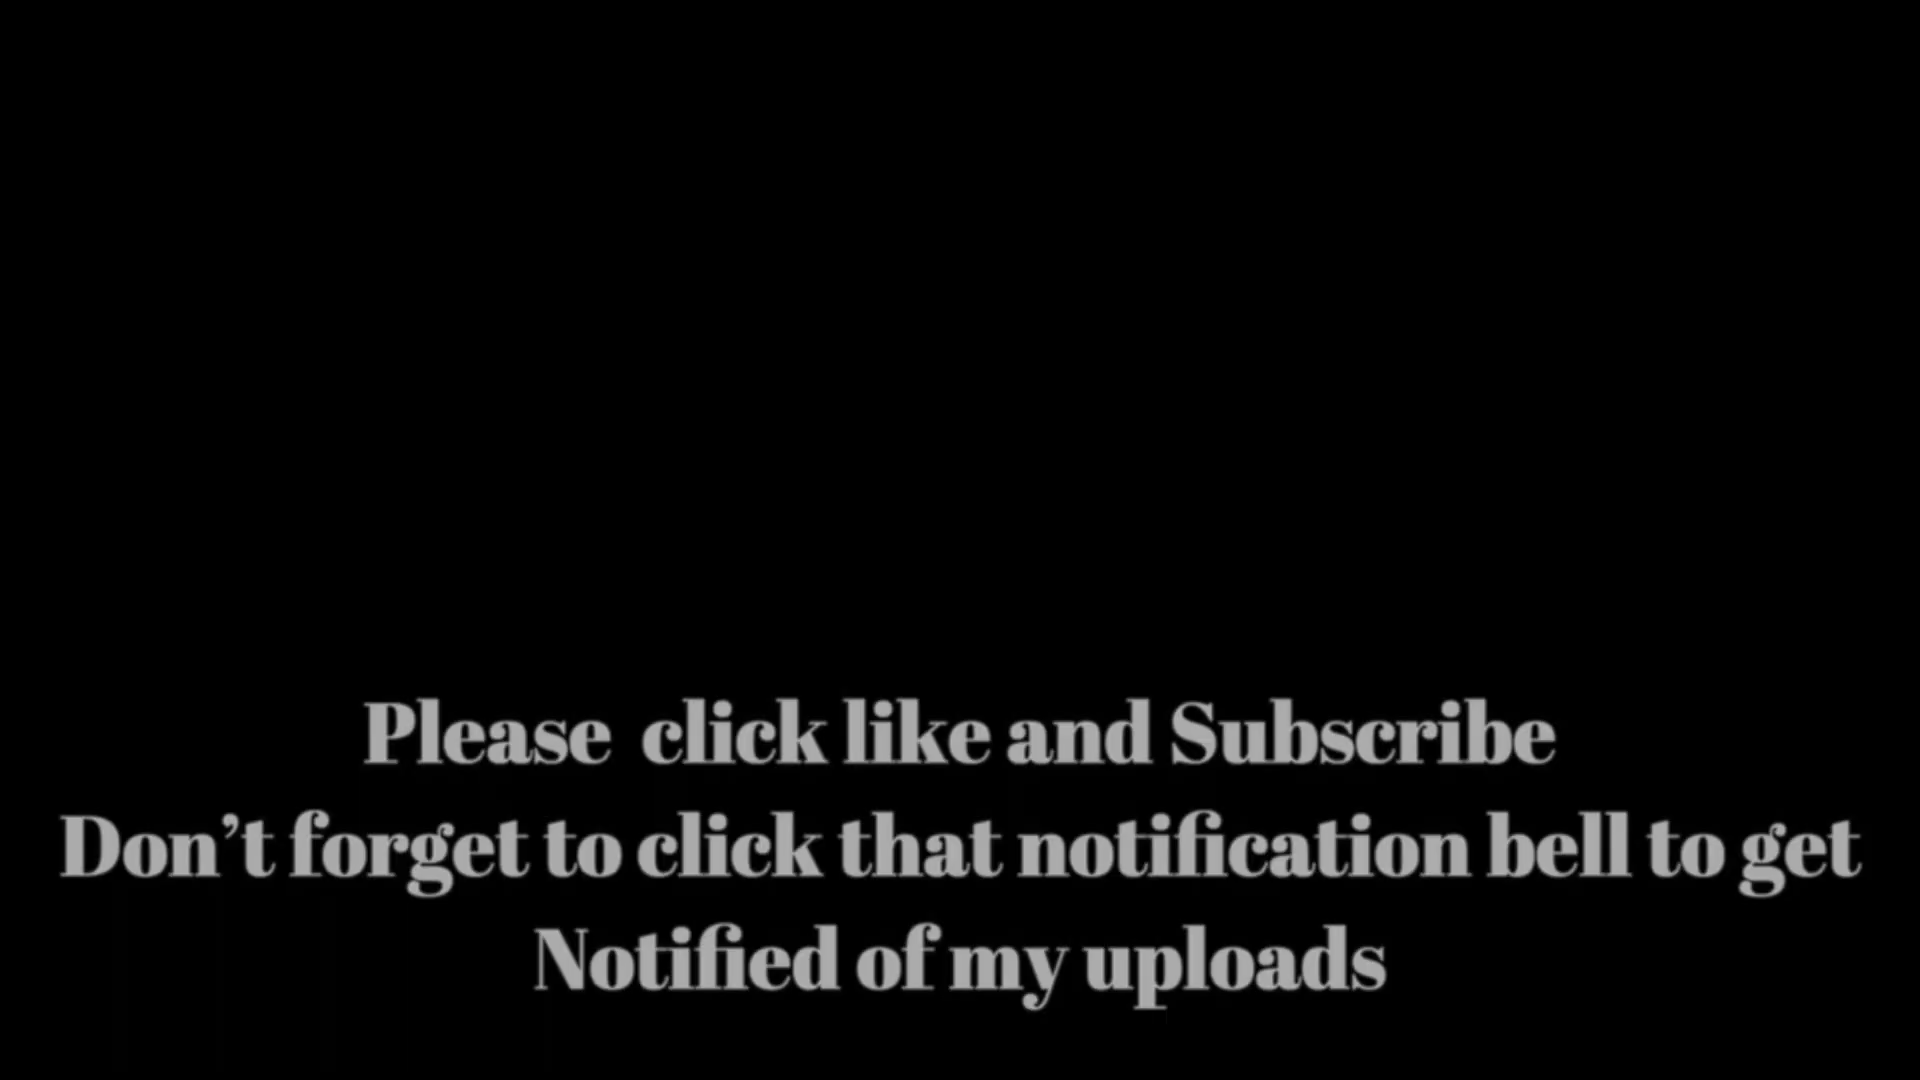 Please  click like and Subscribe
Don’t forget to click that notification bell to get
Notified of my uploads